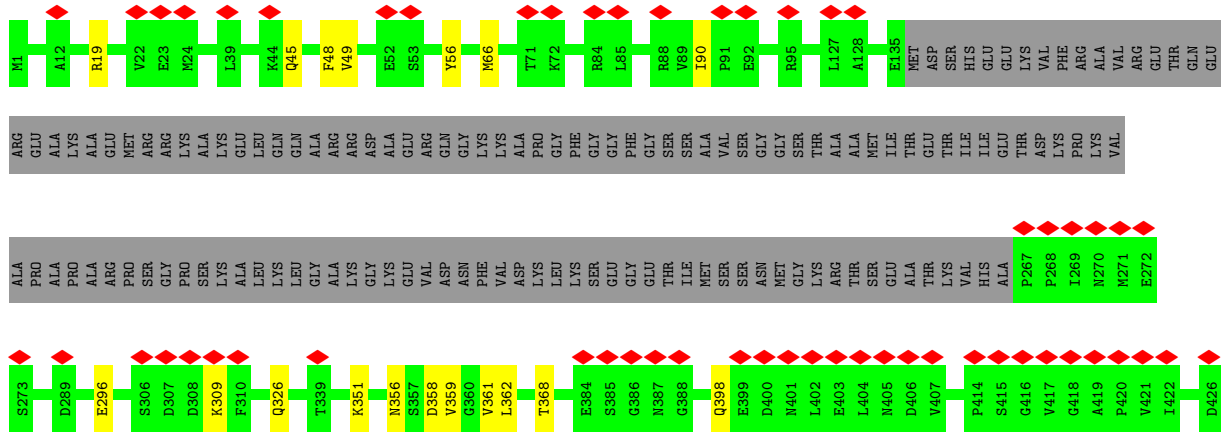 M1 A12 R19 V22 E23 M24 L39 K44 Q45 F48 V49 E52 S53 Y56 M66 T71 K72 R84 L85 R88 V89 I90 P91 E92 R95 L127 A128 E135 MET ASP SER HIS GLU GLU LYS VAL PHE ARG ALA VAL ARG GLU THR GLN GLU
ARG GLU ALA LYS ALA GLU MET ARG ARG LYS ALA LYS GLU LEU GLN GLN ALA ARG ARG ASP ALA GLU ARG GLN GLY LYS LYS ALA PRO GLY PHE GLY GLY PHE GLY SER SER ALA VAL SER GLY GLY SER THR ALA ALA MET ILE THR GLU THR ILE ILE GLU THR ASP LYS PRO LYS VAL
ALA PRO ALA PRO ALA ARG PRO SER GLY PRO SER LYS ALA LEU LYS LEU GLY ALA LYS GLY LYS GLU VAL ASP ASN PHE VAL ASP LYS LEU LYS SER GLU GLY GLU THR ILE MET SER SER ASN MET GLY LYS ARG THR SER GLU ALA THR LYS VAL HIS ALA P267 P268 I269 N270 M271 E272
S273 D289 E296 S306 D307 D308 K309 F310 Q326 T339 K351 N356 S357 D358 V359 G360 V361 L362 T368 E384 S385 G386 N387 G388 Q398 E399 D400 N401 L402 E403 L404 N405 D406 V407 P414 S415 G416 V417 G418 A419 P420 V421 I422 D426